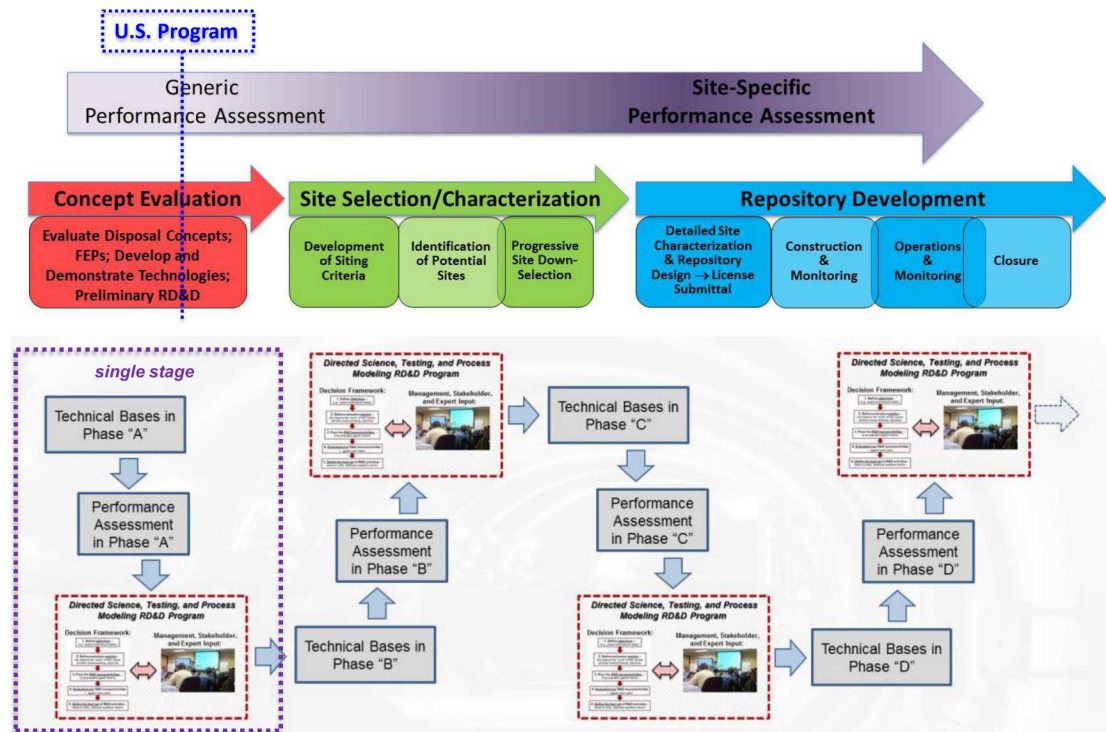 U.S. Program
Generic
Performance Assessment
Site-Specific
Performance Assessment
Concept Evaluation
Site Selection/Characterization
Repository Development
Evaluate Disposal Concepts;
FEPs; Develop and
Demonstrate Technologies;
Preliminary RD&D
Development
of Siting
Criteria
Identification
of Potential
Sites
Progressive
Site Down-
Selection
Detailed Site
Characterization
& Repository
Design → License
Submittal
Construction
&
Monitoring
Operations
&
Monitoring
Closure
single stage
Technical Bases in
Phase "A"
Performance
Assessment
in Phase "A"
Directed Science, Testing, and Process
Modeling RD&D Program
Decision Framework:
Management, Stakeholder,
and Expert Input:
Technical Bases in
Phase "B"
Performance
Assessment
in Phase "B"
Directed Science, Testing, and Process
Modeling RD&D Program
Decision Framework:
Management, Stakeholder,
and Expert Input:
Technical Bases in
Phase "C"
Performance
Assessment
in Phase "C"
Directed Science, Testing, and Process
Modeling RD&D Program
Decision Framework:
Management, Stakeholder,
and Expert Input:
Technical Bases in
Phase "D"
Performance
Assessment
in Phase "D"
Directed Science, Testing, and Process
Modeling RD&D Program
Decision Framework:
Management, Stakeholder,
and Expert Input: